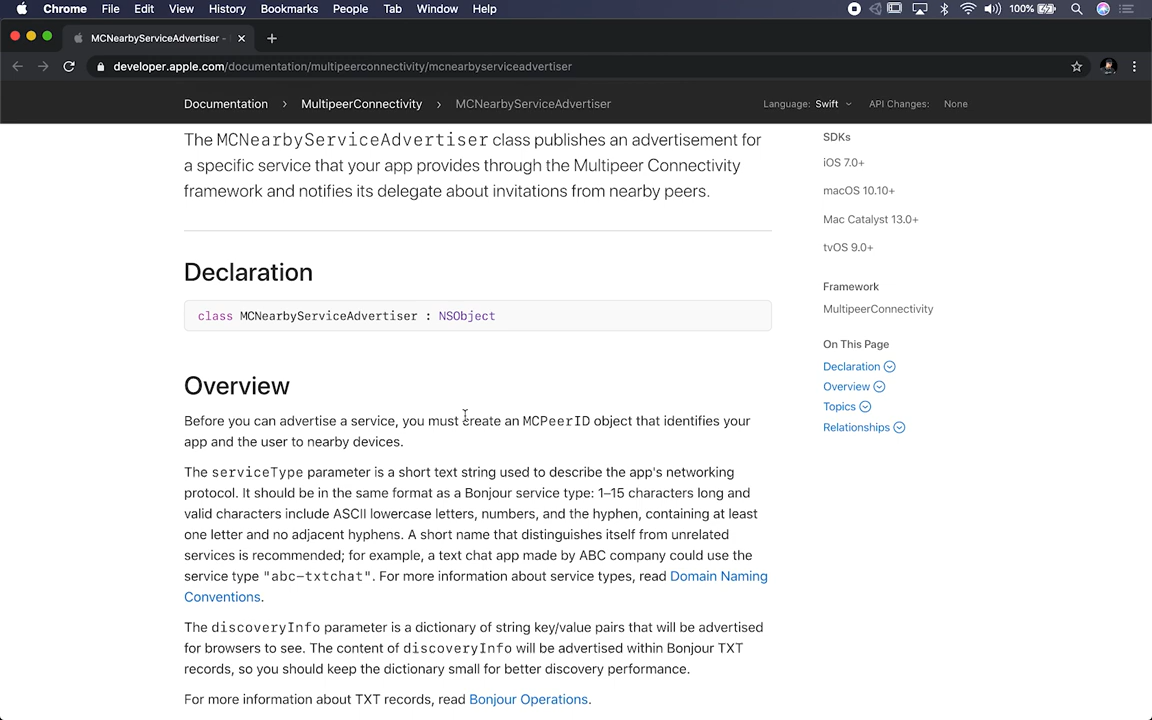 Chrome File Edit View History Bookmarks People Tab Window Help 100%
MCNearbyServiceAdvertiser -
developer.apple.com/documentation/multipeerconnectivity/mcnearbyserviceadvertiser
Documentation MultipeerConnectivity MCNearbyServiceAdvertiser Language: Swift API Changes: None
The MCNearbyServiceAdvertiser class publishes an advertisement for
a specific service that your app provides through the Multipeer Connectivity
framework and notifies its delegate about invitations from nearby peers.
Declaration
class MCNearbyServiceAdvertiser : NSObject
Overview
Before you can advertise a service, you must create an MCPeerID object that identifies your
app and the user to nearby devices.
The serviceType parameter is a short text string used to describe the app's networking
protocol. It should be in the same format as a Bonjour service type: 1–15 characters long and
valid characters include ASCII lowercase letters, numbers, and the hyphen, containing at least
one letter and no adjacent hyphens. A short name that distinguishes itself from unrelated
services is recommended; for example, a text chat app made by ABC company could use the
service type "abc-txtchat". For more information about service types, read Domain Naming
Conventions.
The discoveryInfo parameter is a dictionary of string key/value pairs that will be advertised
for browsers to see. The content of discoveryInfo will be advertised within Bonjour TXT
records, so you should keep the dictionary small for better discovery performance.
For more information about TXT records, read Bonjour Operations.
SDKs
iOS 7.0+
macOS 10.10+
Mac Catalyst 13.0+
tvOS 9.0+
Framework
MultipeerConnectivity
On This Page
Declaration
Overview
Topics
Relationships